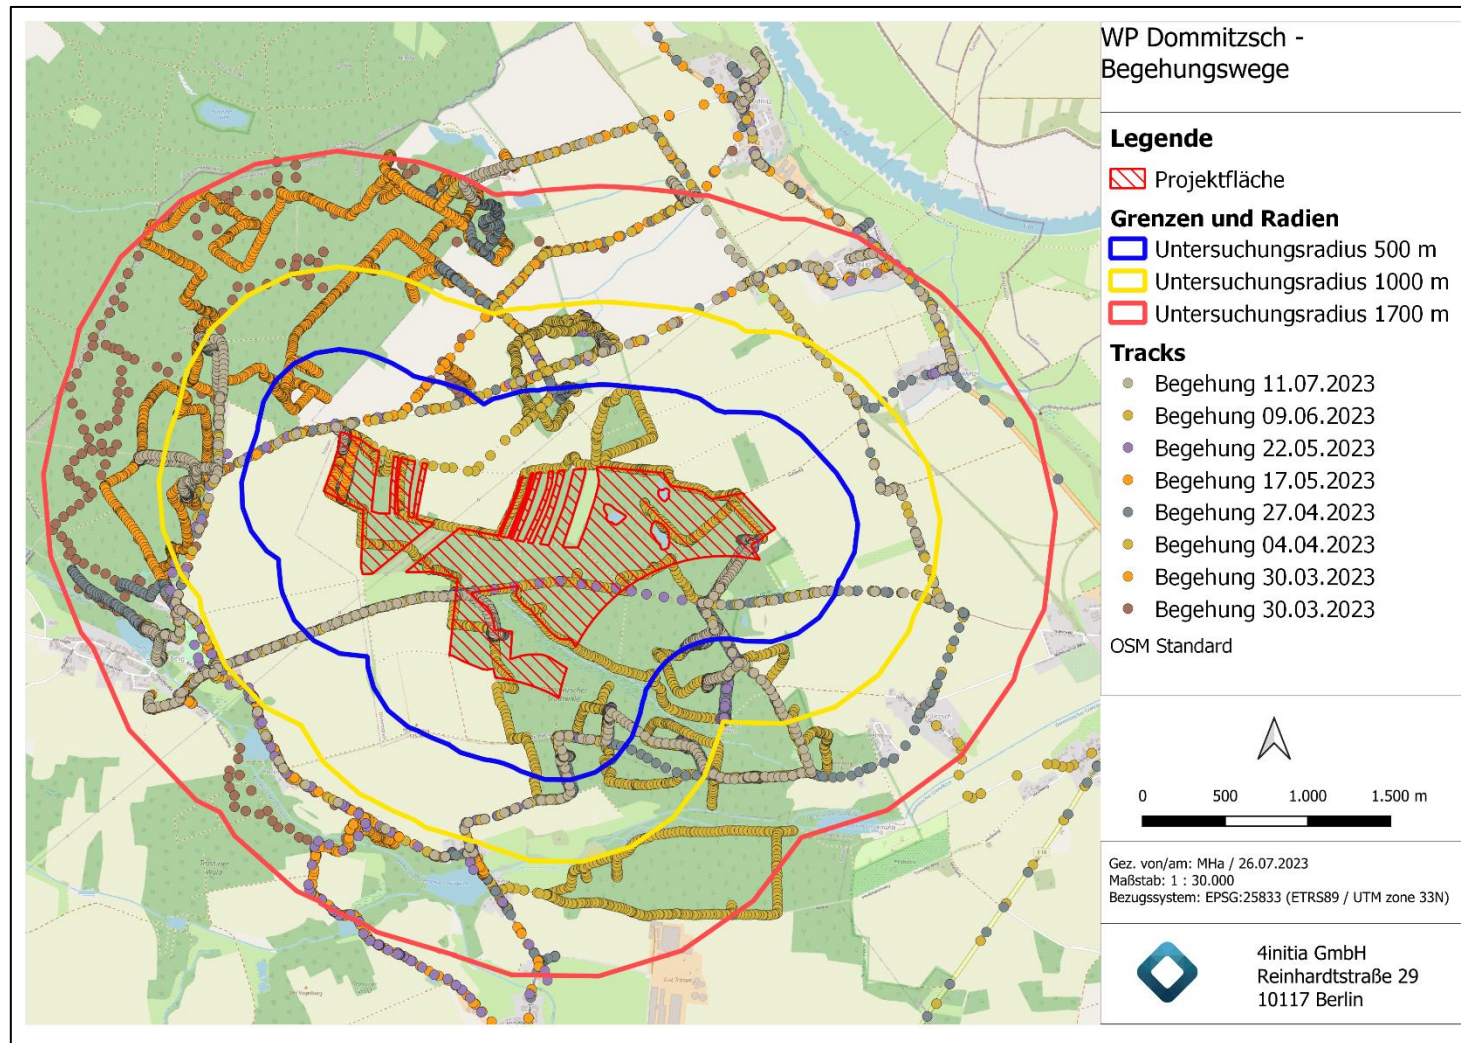 WP Dommitzsch -
Begehungswege
Legende
Projektfläche
Grenzen und Radien
Untersuchungsradius 500 m
Untersuchungsradius 1000 m
Untersuchungsradius 1700 m
Tracks
Begehung 11.07.2023
Begehung 09.06.2023
Begehung 22.05.2023
Begehung 17.05.2023
Begehung 27.04.2023
Begehung 04.04.2023
Begehung 30.03.2023
Begehung 30.03.2023
OSM Standard
0 500 1.000 1.500 m
Gez. von/am: MHa / 26.07.2023
Maßstab: 1 : 30.000
Bezugssystem: EPSG:25833 (ETRS89 / UTM zone 33N)
4initia GmbH
Reinhardtstraße 29
10117 Berlin